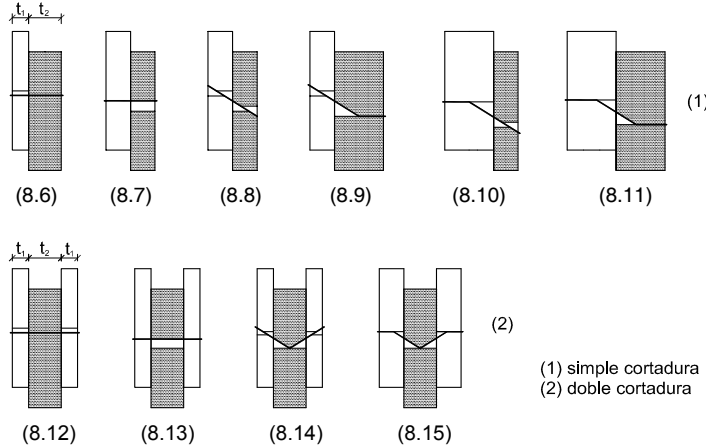 t₁ t₂
(1)
(8.6) (8.7) (8.8) (8.9) (8.10) (8.11)
t₁ t₂ t₁
(2)
(1) simple cortadura
(2) doble cortadura
(8.12) (8.13) (8.14) (8.15)